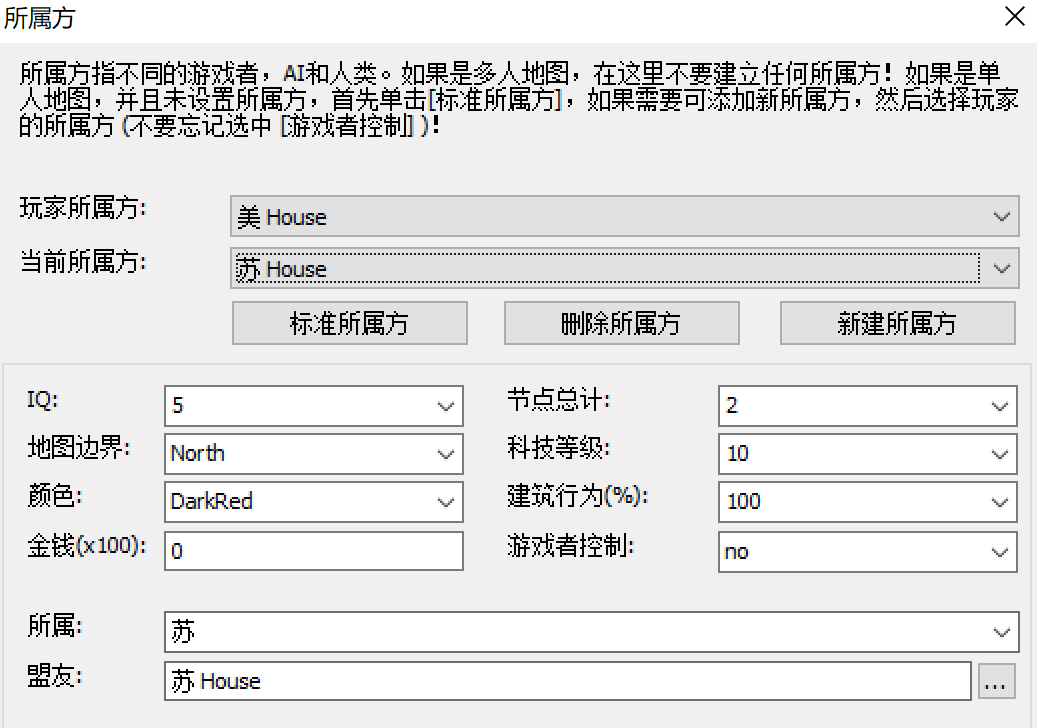 所属方
所属方指不同的游戏者，AI和人类。如果是多人地图，在这里不要建立任何所属方！如果是单
人地图，并且未设置所属方，首先单击[标准所属方]，如果需要可添加新所属方，然后选择玩家
的所属方(不要忘记选中 [游戏者控制])！
玩家所属方: 美 House
当前所属方: 苏 House
标准所属方 删除所属方 新建所属方
IQ: 5 节点总计: 2
地图边界: North 科技等级: 10
颜色: DarkRed 建筑行为(%): 100
金钱(x100): 0 游戏者控制: no
所属: 苏
盟友: 苏 House ...